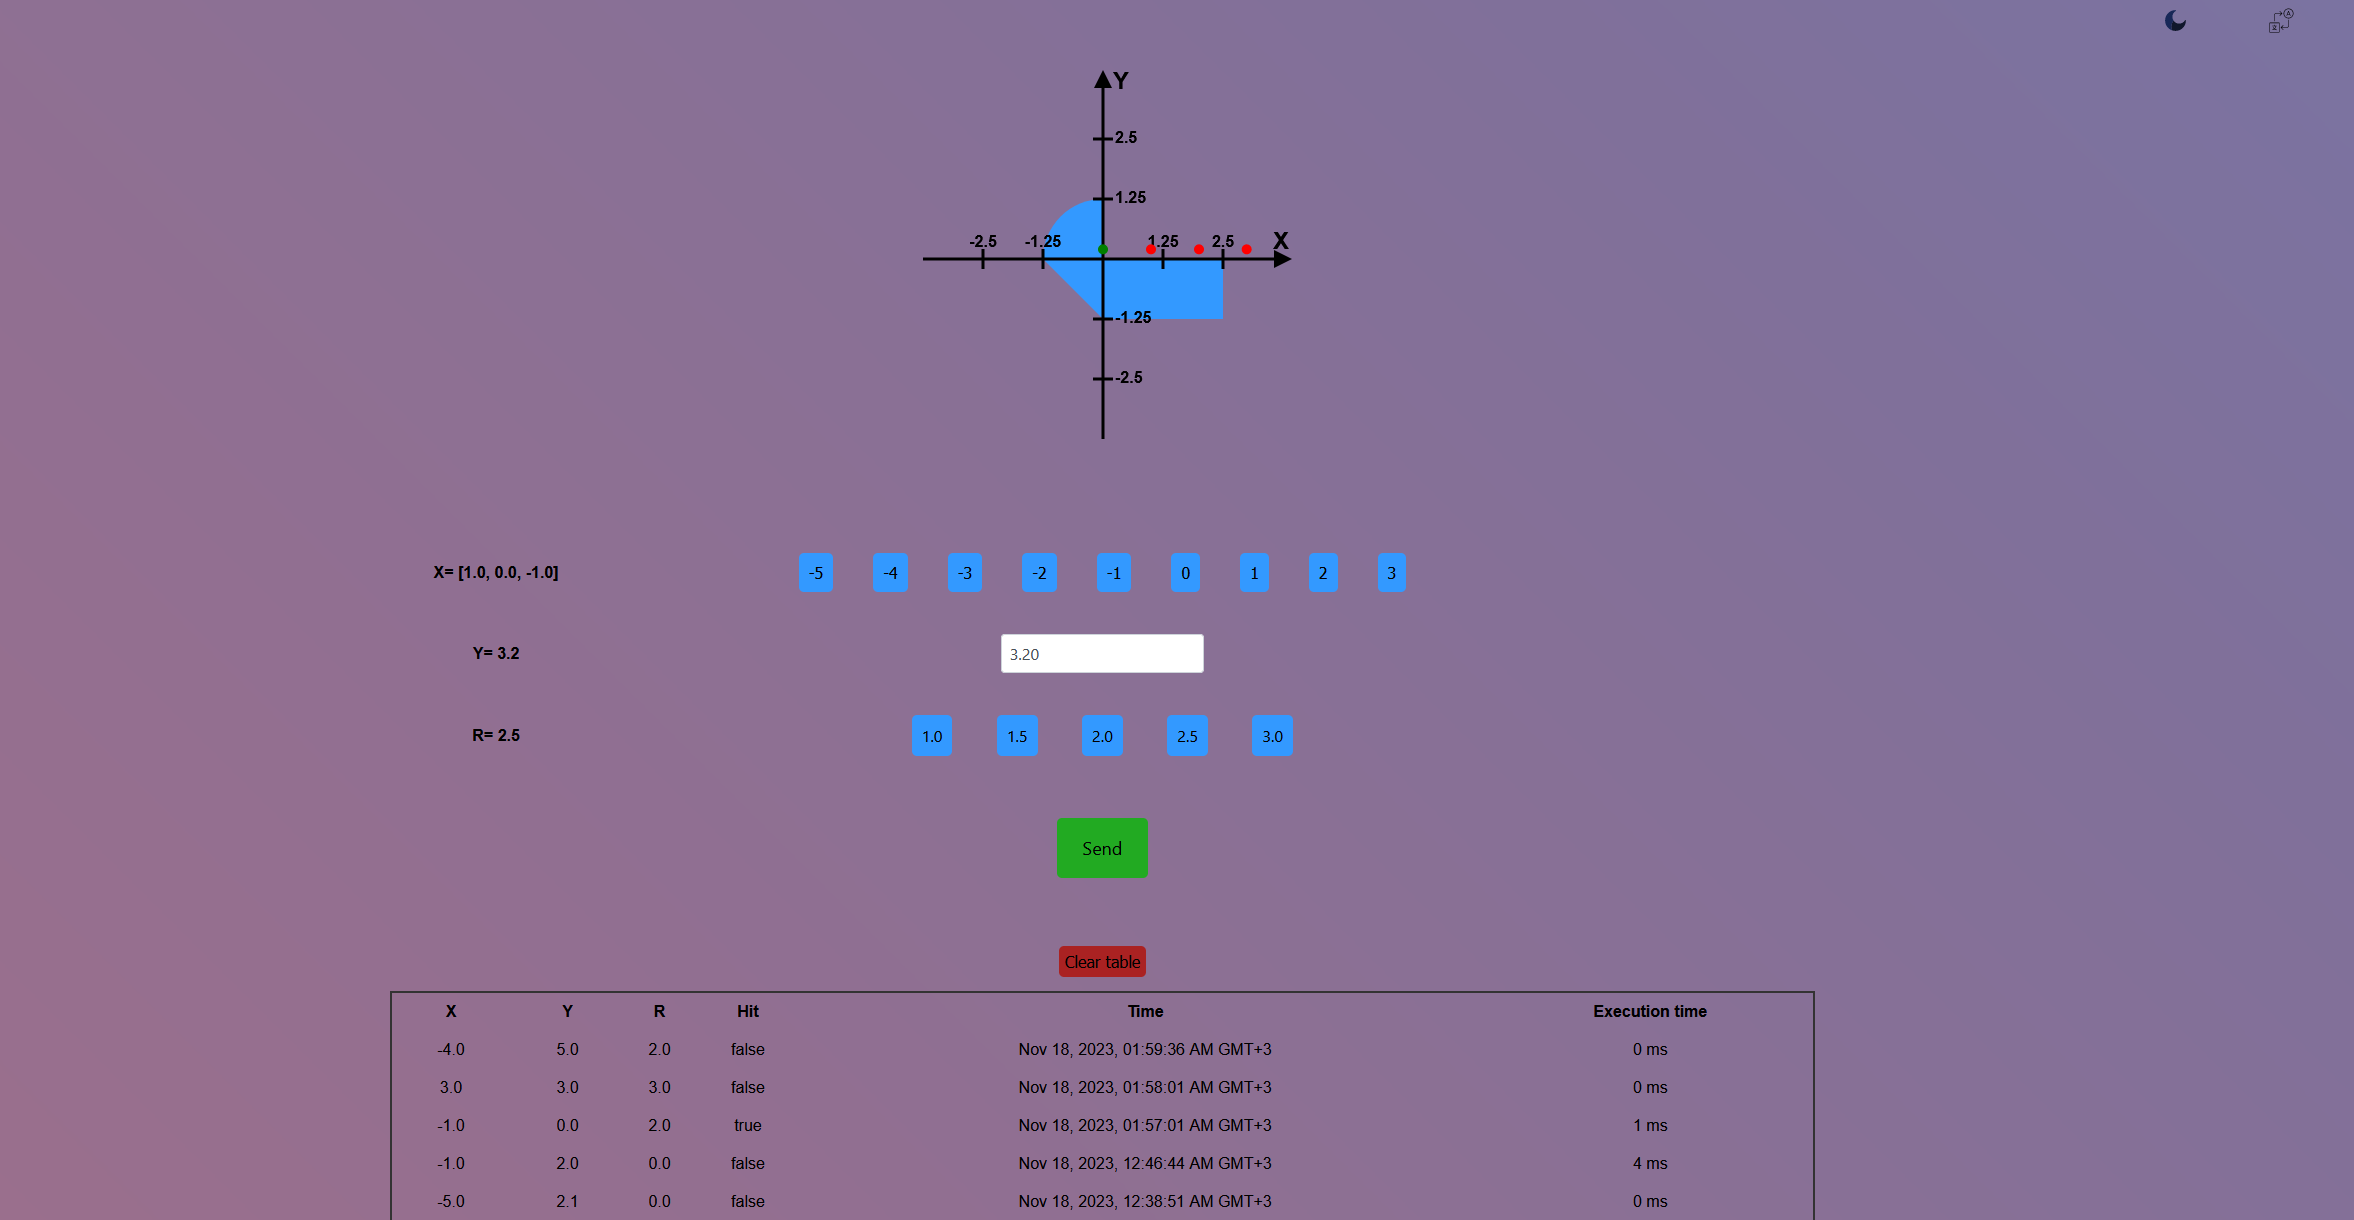 Y
2.5
1.25
-2.5 -1.25 1.25 2.5 X
-1.25
-2.5
X= [1.0, 0.0, -1.0] -5 -4 -3 -2 -1 0 1 2 3
Y= 3.2 3.20
R= 2.5 1.0 1.5 2.0 2.5 3.0
Send
Clear table
X Y R Hit Time Execution time
-4.0 5.0 2.0 false Nov 18, 2023, 01:59:36 AM GMT+3 0 ms
3.0 3.0 3.0 false Nov 18, 2023, 01:58:01 AM GMT+3 0 ms
-1.0 0.0 2.0 true Nov 18, 2023, 01:57:01 AM GMT+3 1 ms
-1.0 2.0 0.0 false Nov 18, 2023, 12:46:44 AM GMT+3 4 ms
-5.0 2.1 0.0 false Nov 18, 2023, 12:38:51 AM GMT+3 0 ms